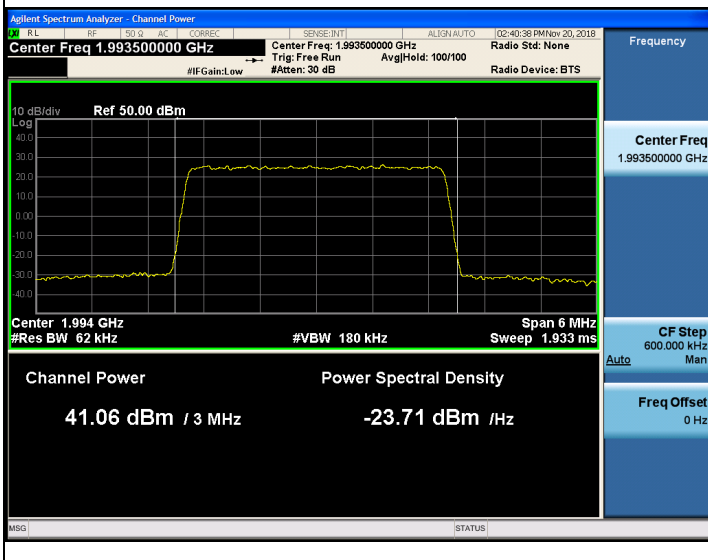 Agilent Spectrum Analyzer - Channel Power
LXI RL RF 50 Ω AC CORREC SENSE:INT ALIGN AUTO 02:40:38 PM Nov 20, 2018
Center Freq 1.993500000 GHz
Center Freq: 1.993500000 GHz Radio Std: None
Trig: Free Run Avg|Hold: 100/100
#IFGain:Low #Atten: 30 dB Radio Device: BTS
Frequency
10 dB/div Ref 50.00 dBm
Log
40.0
30.0
20.0
10.0
0.00
-10.0
-20.0
-30.0
-40.0
Center Freq
1.993500000 GHz
Center 1.994 GHz Span 6 MHz
#Res BW 62 kHz #VBW 180 kHz Sweep 1.933 ms
CF Step
600.000 kHz
Auto Man
Channel Power Power Spectral Density
41.06 dBm / 3 MHz -23.71 dBm /Hz
Freq Offset
0 Hz
MSG STATUS